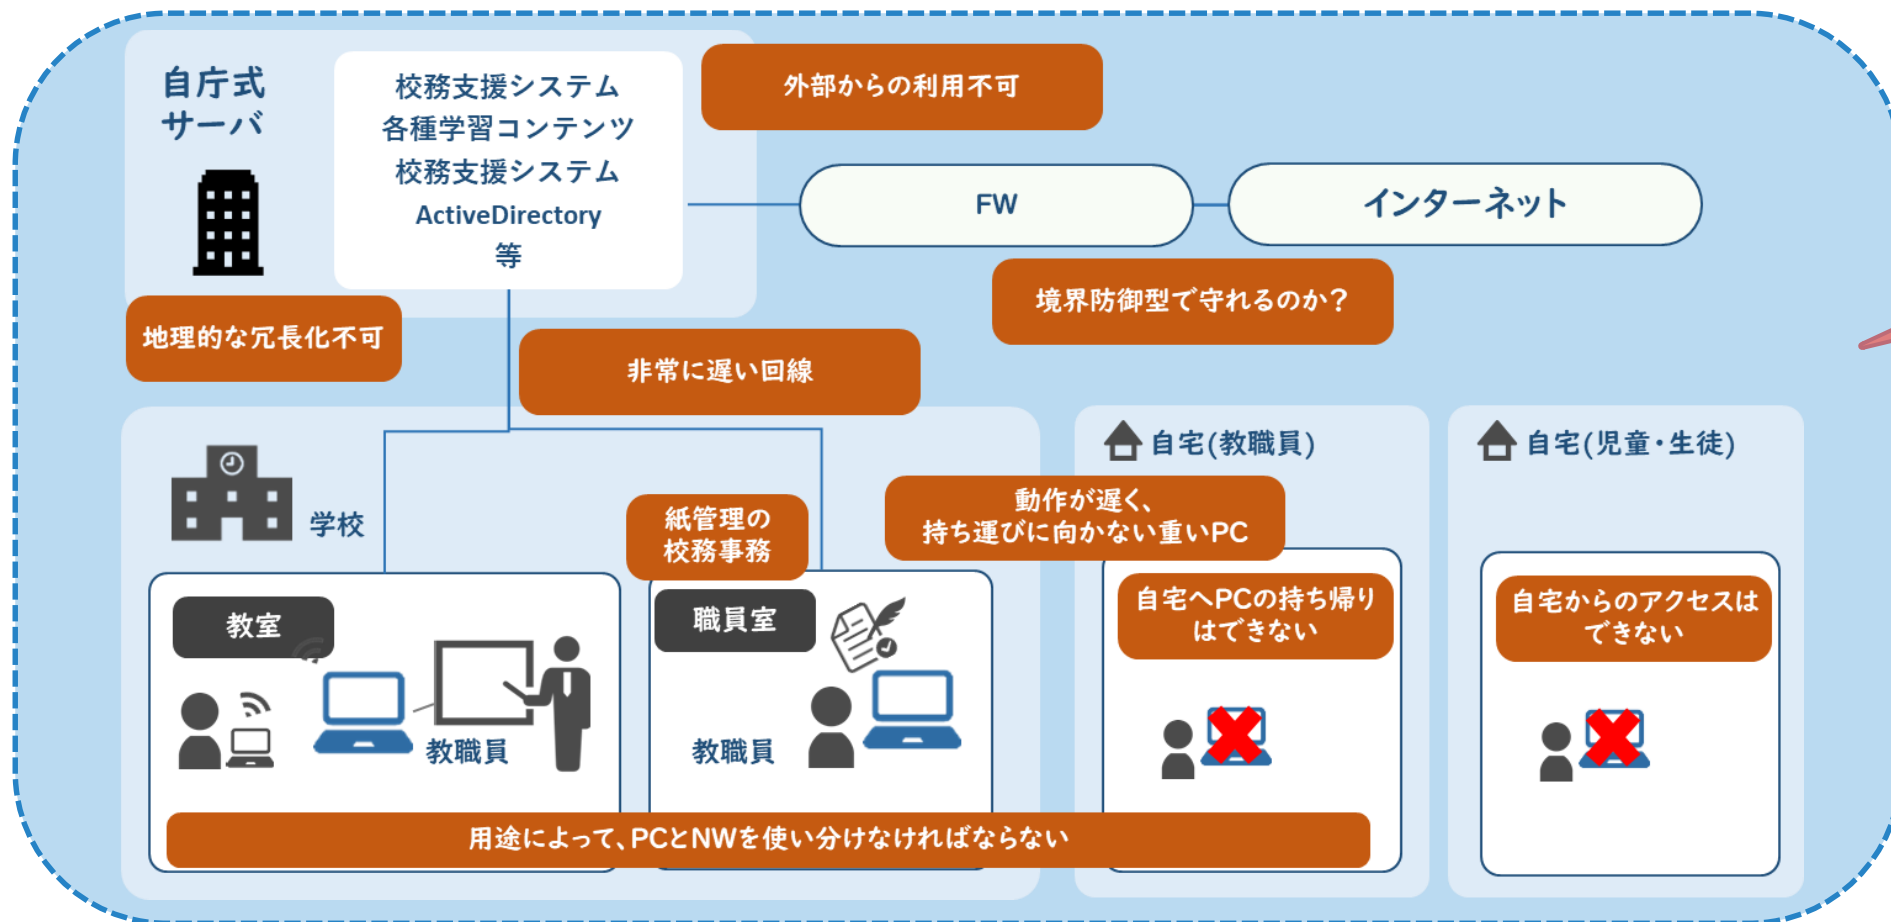 自庁式
サーバ
校務支援システム
各種学習コンテンツ
校務支援システム
ActiveDirectory
等
外部からの利用不可
FW
インターネット
境界防御型で守れるのか?
地理的な冗長化不可
非常に遅い回線
学校
自宅(教職員)
自宅(児童・生徒)
紙管理の
校務事務
動作が遅く、
持ち運びに向かない重いPC
教室
教職員
職員室
教職員
自宅へPCの持ち帰り
はできない
自宅からのアクセスは
できない
用途によって、PCとNWを使い分けなければならない